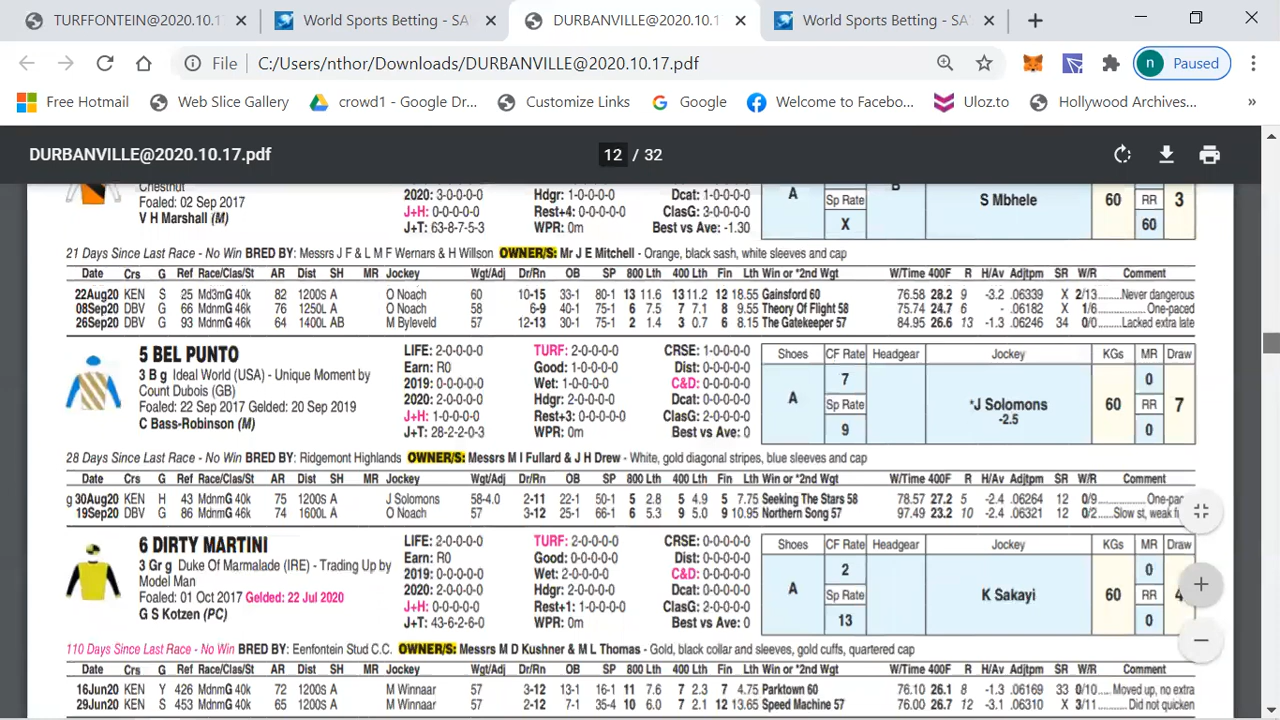 TURFFONTEIN@2020.10.1
World Sports Betting - SA
DURBANVILLE@2020.10.1
World Sports Betting - SA
File C:/Users/nthor/Downloads/DURBANVILLE@2020.10.17.pdf n Paused
Free Hotmail Web Slice Gallery crowd1 - Google Dr... Customize Links Google Welcome to Facebo... Uloz.to Hollywood Archives... »
DURBANVILLE@2020.10.17.pdf 12 / 32
Chestnut 2020: 3-0-0-0-0 Hdgr: 1-0-0-0-0 Dcat: 1-0-0-0-0 A Sp Rate B S Mbhele 60 RR 3
Foaled: 02 Sep 2017 J+H: 0-0-0-0-0 Rest+4: 0-0-0-0-0 ClasG: 3-0-0-0-0
V H Marshall (M) J+T: 63-8-7-5-3 WPR: 0m Best vs Ave: -1.30 X 60
21 Days Since Last Race - No Win BRED BY: Messrs J F & L M F Wernars & H Willson OWNER/S: Mr J E Mitchell - Orange, black sash, white sleeves and cap
Date Crs G Ref Race/Clas/St AR Dist SH MR Jockey Wgt/Adj Dr/Rn OB SP 800 Lth 400 Lth Fin Lth Win or *2nd Wgt W/Time 400F R H/Av Adjtpm SR W/R Comment
22Aug20 KEN S 25 Md3mG 40k 82 1200S A O Noach 60 10-15 33-1 80-1 13 11.6 13 11.2 12 18.55 Gainsford 60 76.58 28.2 9 -3.2 .06339 X 2/13.........Never dangerous
08Sep20 DBV G 66 MdnmG 46k 76 1250L A O Noach 58 6-9 40-1 75-1 6 7.5 7 7.1 8 9.55 Theory Of Flight 58 75.74 24.7 6 - .06182 X 1/6..................One-paced
26Sep20 DBV G 93 MdnmG 46k 64 1400L AB M Byleveld 57 12-13 30-1 75-1 2 1.4 3 0.7 6 8.15 The Gatekeeper 57 84.95 26.6 13 -1.3 .06246 34 0/0.........Lacked extra late
5 BEL PUNTO LIFE: 2-0-0-0-0 TURF: 2-0-0-0-0 CRSE: 1-0-0-0-0 Shoes CF Rate Headgear Jockey KGs MR Draw
3 B g Ideal World (USA) - Unique Moment by Earn: R0 Good: 1-0-0-0-0 Dist: 0-0-0-0-0 7 0
Count Dubois (GB) 2019: 0-0-0-0-0 Wet: 1-0-0-0-0 C&D: 0-0-0-0-0
Foaled: 22 Sep 2017 Gelded: 20 Sep 2019 2020: 2-0-0-0-0 Hdgr: 2-0-0-0-0 Dcat: 0-0-0-0-0 A Sp Rate *J Solomons 60 RR 7
C Bass-Robinson (M) J+H: 1-0-0-0-0 Rest+3: 0-0-0-0-0 ClasG: 2-0-0-0-0 -2.5
J+T: 28-2-2-0-3 WPR: 0m Best vs Ave: 0 9 0
28 Days Since Last Race - No Win BRED BY: Ridgemont Highlands OWNER/S: Messrs M I Fullard & J H Drew - White, gold diagonal stripes, blue sleeves and cap
Date Crs G Ref Race/Clas/St AR Dist SH MR Jockey Wgt/Adj Dr/Rn OB SP 800 Lth 400 Lth Fin Lth Win or *2nd Wgt W/Time 400F R H/Av Adjtpm SR W/R Comment
g 30Aug20 KEN H 43 MdnmG 40k 75 1200S A J Solomons 58-4.0 2-11 22-1 50-1 5 2.8 5 4.9 5 7.75 Seeking The Stars 58 78.57 27.2 5 -2.4 .06264 12 0/9..................One-pac
19Sep20 DBV G 86 MdnmG 46k 74 1600L A O Noach 57 3-12 25-1 66-1 6 5.3 9 5.0 9 10.95 Northern Song 57 97.49 23.2 10 -2.4 .06321 12 0/2......Slow st, weak f
6 DIRTY MARTINI LIFE: 2-0-0-0-0 TURF: 2-0-0-0-0 CRSE: 0-0-0-0-0 Shoes CF Rate Headgear Jockey KGs MR Draw
3 Gr g Duke Of Marmalade (IRE) - Trading Up by Earn: R0 Good: 0-0-0-0-0 Dist: 0-0-0-0-0 2 0
Model Man 2019: 0-0-0-0-0 Wet: 2-0-0-0-0 C&D: 0-0-0-0-0
Foaled: 01 Oct 2017 Gelded: 22 Jul 2020 2020: 2-0-0-0-0 Hdgr: 2-0-0-0-0 Dcat: 0-0-0-0-0 A Sp Rate K Sakayi 60 RR 4
G S Kotzen (PC) J+H: 0-0-0-0-0 Rest+1: 1-0-0-0-0 ClasG: 2-0-0-0-0
J+T: 43-6-2-6-0 WPR: 0m Best vs Ave: 0 13 0
110 Days Since Last Race - No Win BRED BY: Eenfontein Stud C.C. OWNER/S: Messrs M D Kushner & M L Thomas - Gold, black collar and sleeves, gold cuffs, quartered cap
Date Crs G Ref Race/Clas/St AR Dist SH MR Jockey Wgt/Adj Dr/Rn OB SP 800 Lth 400 Lth Fin Lth Win or *2nd Wgt W/Time 400F R H/Av Adjtpm SR W/R Comment
16Jun20 KEN Y 426 MdnmG 40k 72 1200S A M Winnaar 57 3-12 13-1 16-1 11 7.6 7 2.3 7 4.75 Parktown 60 76.10 26.1 8 -1.3 .06169 33 0/10.... Moved up, no extra
29Jun20 KEN S 453 MdnmG 40k 65 1200S A M Winnaar 57 2-12 7-1 35-4 10 6.0 7 2.1 12 13.65 Speed Machine 57 76.00 26.7 12 -3.1 .06310 X 3/11......... Did not quicken